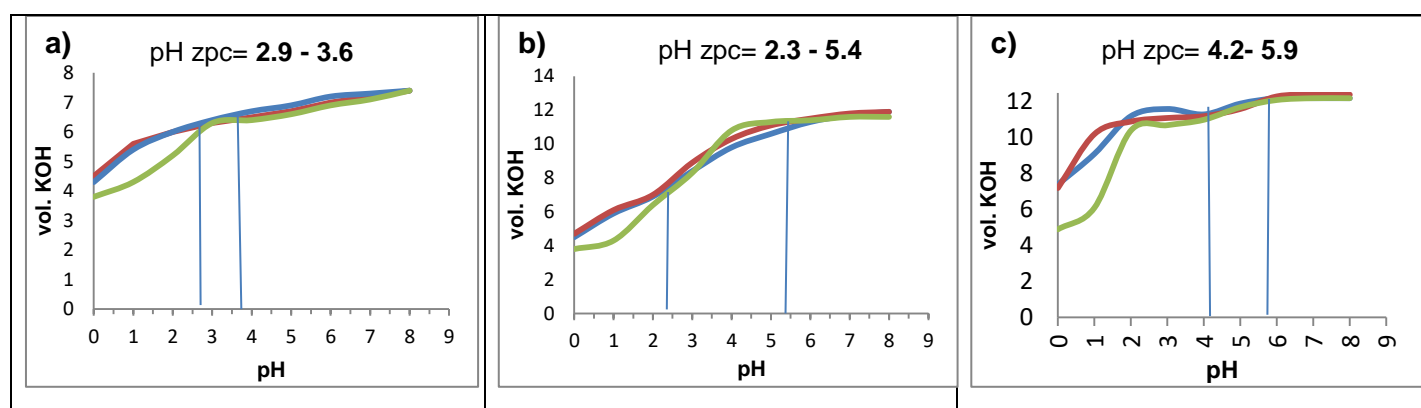 a)
pH zpc= 2.9 - 3.6
vol. KOH
8
7
6
5
4
3
2
1
0
0 1 2 3 4 5 6 7 8 9
pH
b)
pH zpc= 2.3 - 5.4
vol. KOH
14
12
10
8
6
4
2
0
0 1 2 3 4 5 6 7 8 9
pH
c)
pH zpc= 4.2- 5.9
vol. KOH
12
10
8
6
4
2
0
0 1 2 3 4 5 6 7 8 9
pH